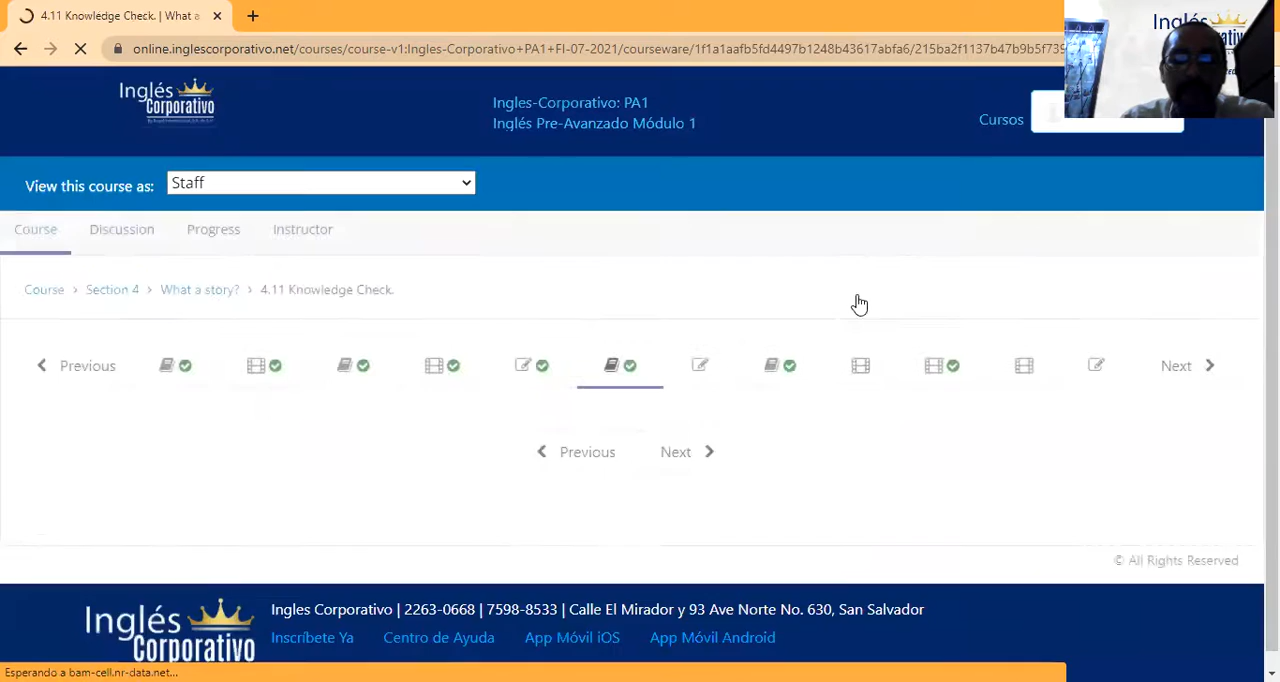 4.11 Knowledge Check. | What a
online.inglescorporativo.net/courses/course-v1:Ingles-Corporativo+PA1+FI-07-2021/courseware/1f1a1aafb5fd4497b1248b43617abfa6/215ba2f1137b47b9b5f739
Inglés
Corporativo
Ingles-Corporativo: PA1
Inglés Pre-Avanzado Módulo 1
Cursos
Inglés
View this course as: Staff
Course Discussion Progress Instructor
Course > Section 4 > What a story? > 4.11 Knowledge Check.
Previous Next
Previous Next
© All Rights Reserved
Inglés
Corporativo
Ingles Corporativo | 2263-0668 | 7598-8533 | Calle El Mirador y 93 Ave Norte No. 630, San Salvador
Inscríbete Ya Centro de Ayuda App Móvil iOS App Móvil Android
Esperando a bam-cell.nr-data.net...